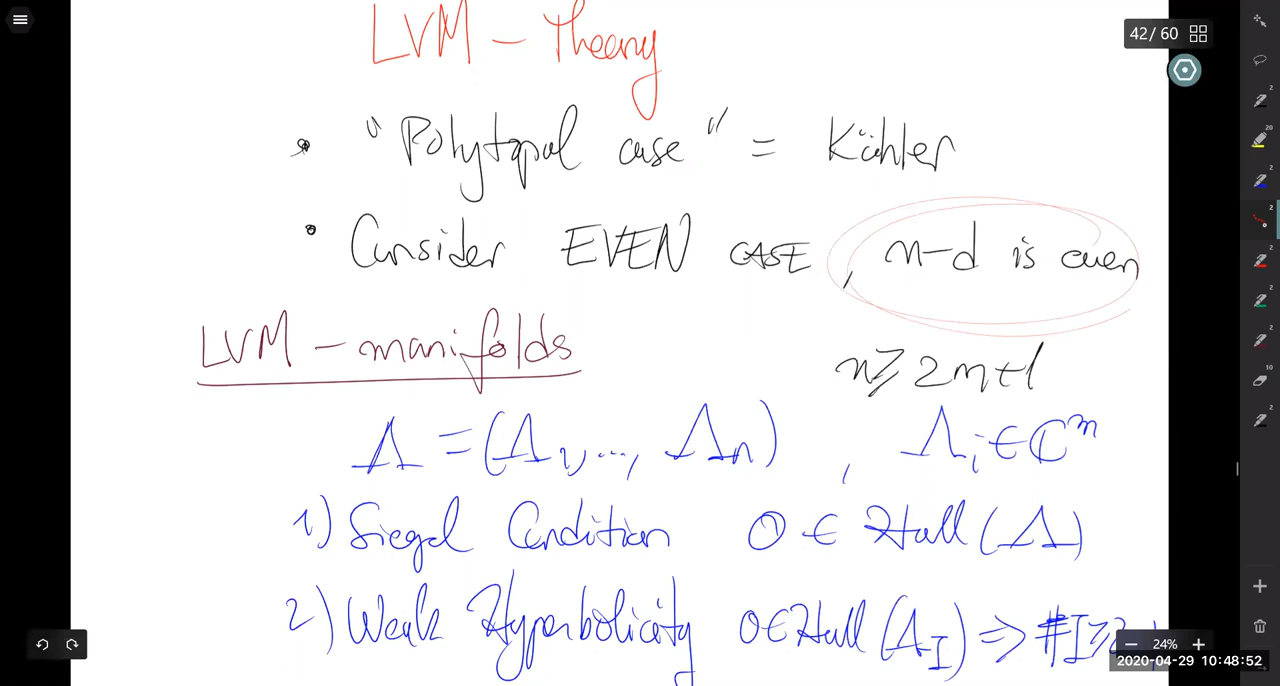 LVM - Theory
42/60
• "Polytopal case" = Kähler
• Consider EVEN CASE, n-d is even
LVM - manifolds
n ≥ 2m+1
Λ = (Λ₁, ..., Λₙ), Λᵢ ∈ ℂᵐ
1) Siegel Condition 0 ∈ Hull (Λ)
2) Weak Hyperbolicity 0 ∈ Hull (Λ_I) ⇒ #I ≥
24%
2020-04-29 10:48:52